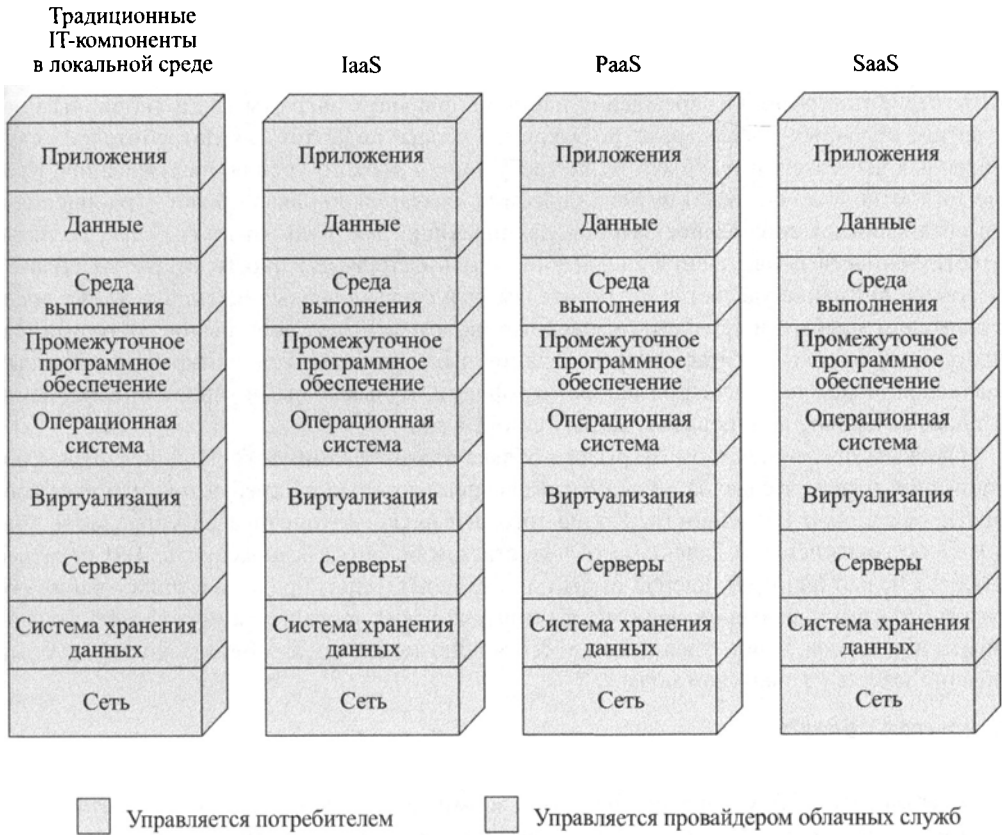 Традиционные
IT-компоненты
в локальной среде
IaaS
PaaS
SaaS
Приложения
Данные
Среда
выполнения
Промежуточное
программное
обеспечение
Операционная
система
Виртуализация
Серверы
Система хранения
данных
Сеть
Приложения
Данные
Среда
выполнения
Промежуточное
программное
обеспечение
Операционная
система
Виртуализация
Серверы
Система хранения
данных
Сеть
Приложения
Данные
Среда
выполнения
Промежуточное
программное
обеспечение
Операционная
система
Виртуализация
Серверы
Система хранения
данных
Сеть
Приложения
Данные
Среда
выполнения
Промежуточное
программное
обеспечение
Операционная
система
Виртуализация
Серверы
Система хранения
данных
Сеть
Управляется потребителем
Управляется провайдером облачных служб